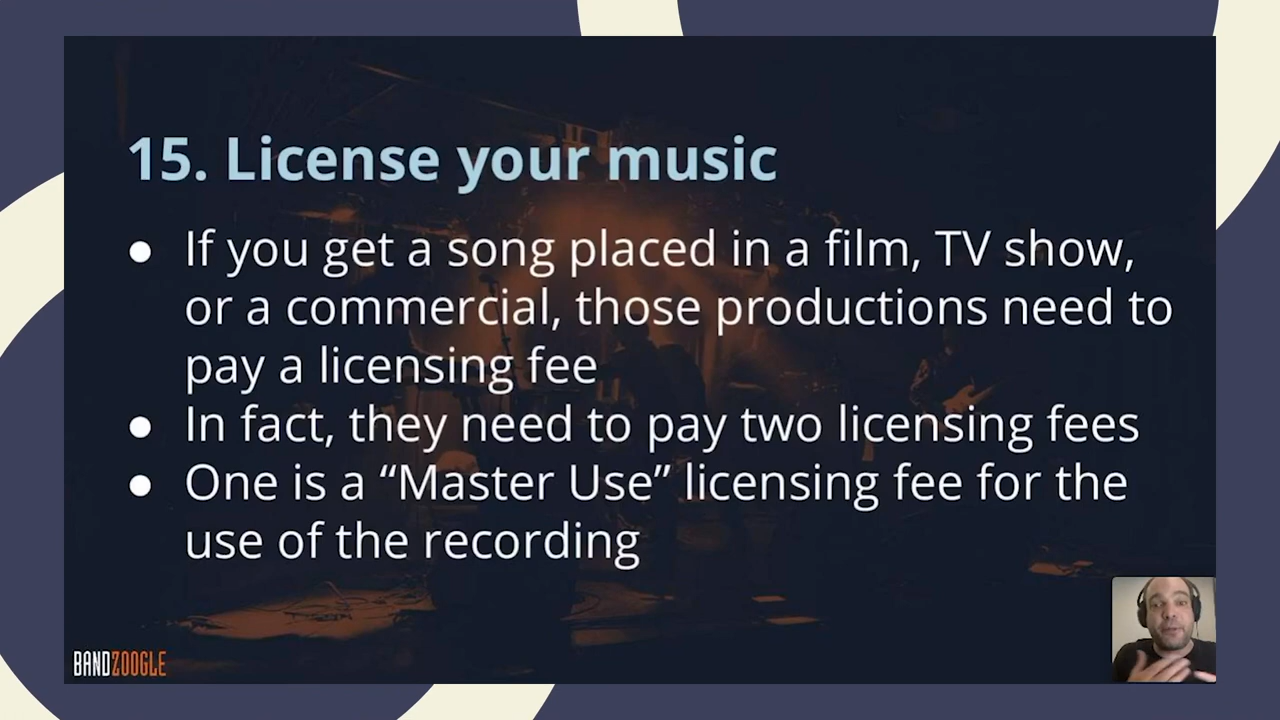 15. License your music
● If you get a song placed in a film, TV show,
or a commercial, those productions need to
pay a licensing fee
● In fact, they need to pay two licensing fees
● One is a “Master Use” licensing fee for the
use of the recording
BANDZOOGLE